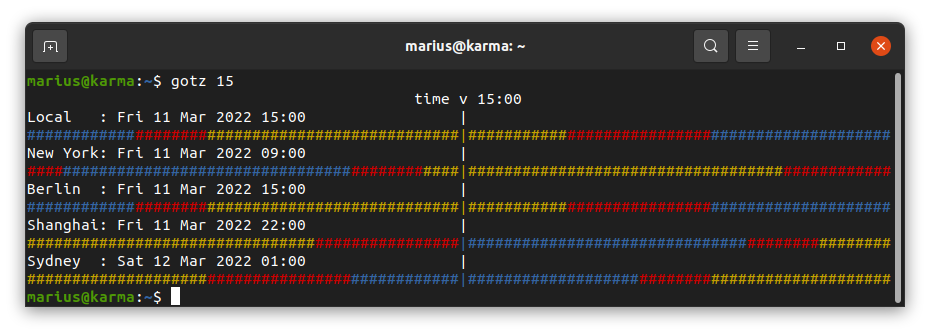 marius@karma: ~
marius@karma:~$ gotz 15
time v 15:00
Local   : Fri 11 Mar 2022 15:00                 |
################################################|###############################################
New York: Fri 11 Mar 2022 09:00                 |
################################################|###############################################
Berlin  : Fri 11 Mar 2022 15:00                 |
################################################|###############################################
Shanghai: Fri 11 Mar 2022 22:00                 |
################################################|###############################################
Sydney  : Sat 12 Mar 2022 01:00                 |
################################################|###############################################
marius@karma:~$